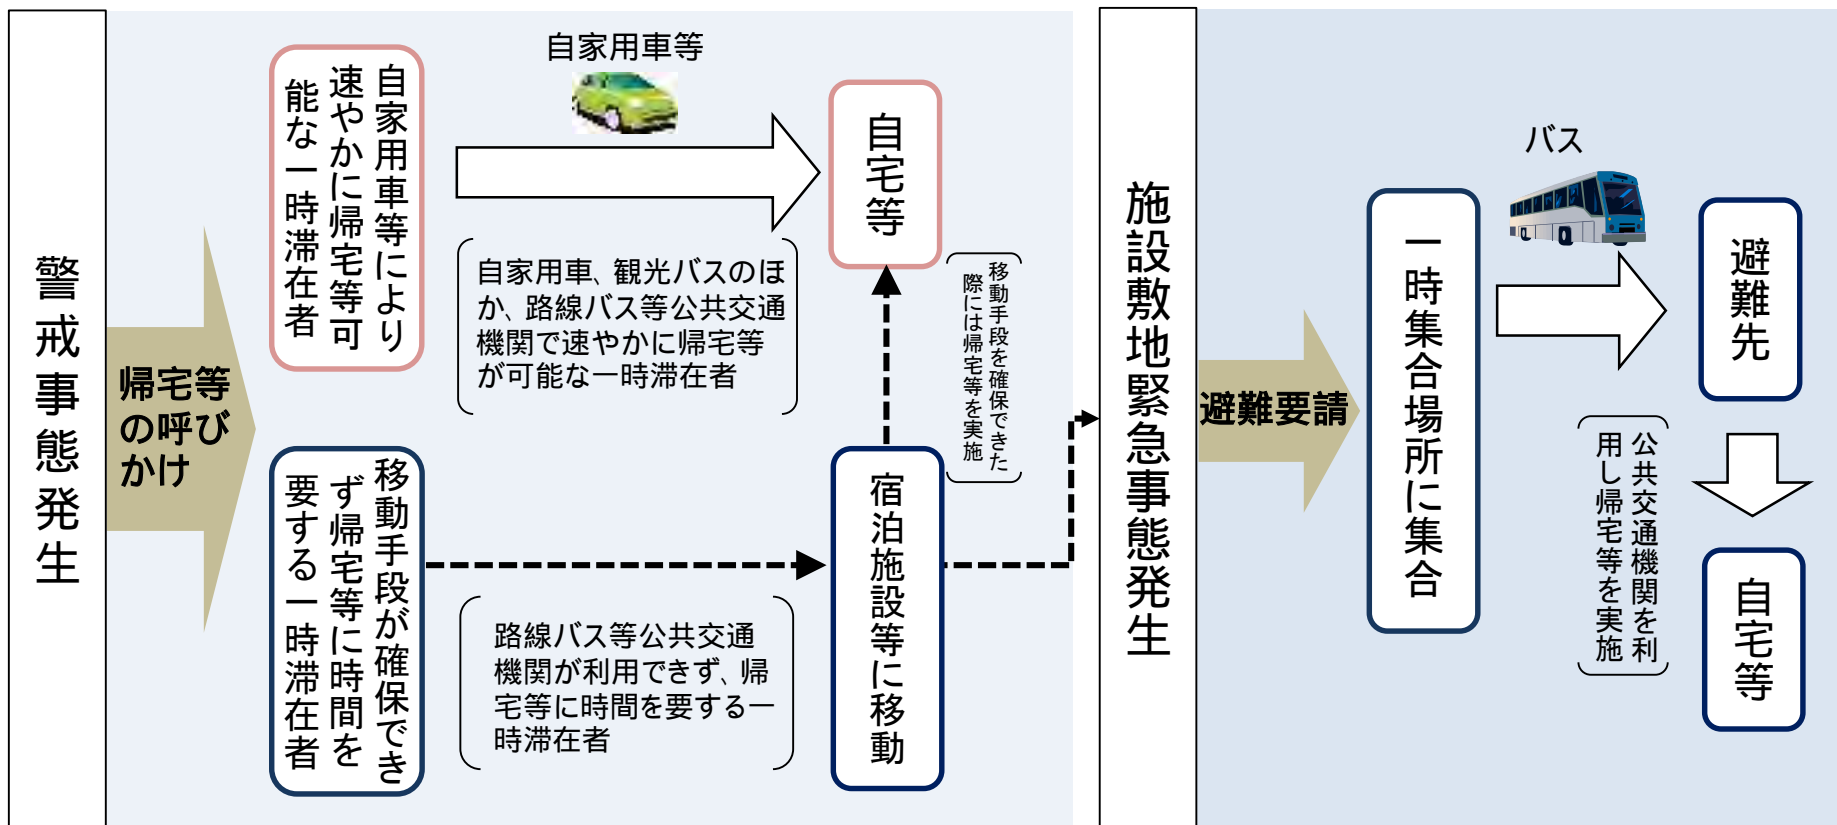 警戒事態発生
帰宅等
の呼び
かけ
自家用車等により
速やかに帰宅等可
能な一時滞在者
自家用車等
自家用車、観光バスのほ
か、路線バス等公共交通
機関で速やかに帰宅等
が可能な一時滞在者
自宅等
移動手段を確保できた
際には帰宅等を実施
移動手段が確保でき
ず帰宅等に時間を
要する一時滞在者
路線バス等公共交通
機関が利用できず、帰
宅等に時間を要する一
時滞在者
宿泊施設等に移動
施設敷地緊急事態発生
避難要請
一時集合場所に集合
バス
避難先
公共交通機関を利
用し帰宅等を実施
自宅等